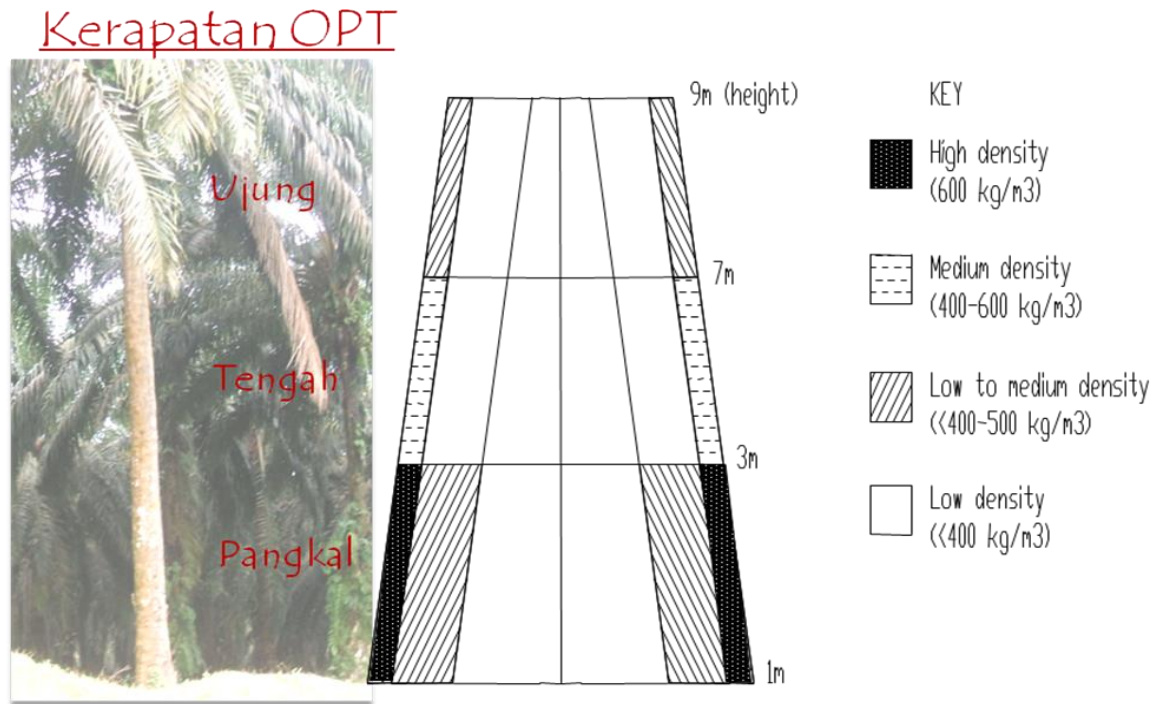 Kerapatan OPT
Ujung
Tengah
Pangkal
9m (height)
7m
3m
1m
KEY
High density
(600 kg/m3)
Medium density
(400-600 kg/m3)
Low to medium density
(<400-500 kg/m3)
Low density
(<400 kg/m3)